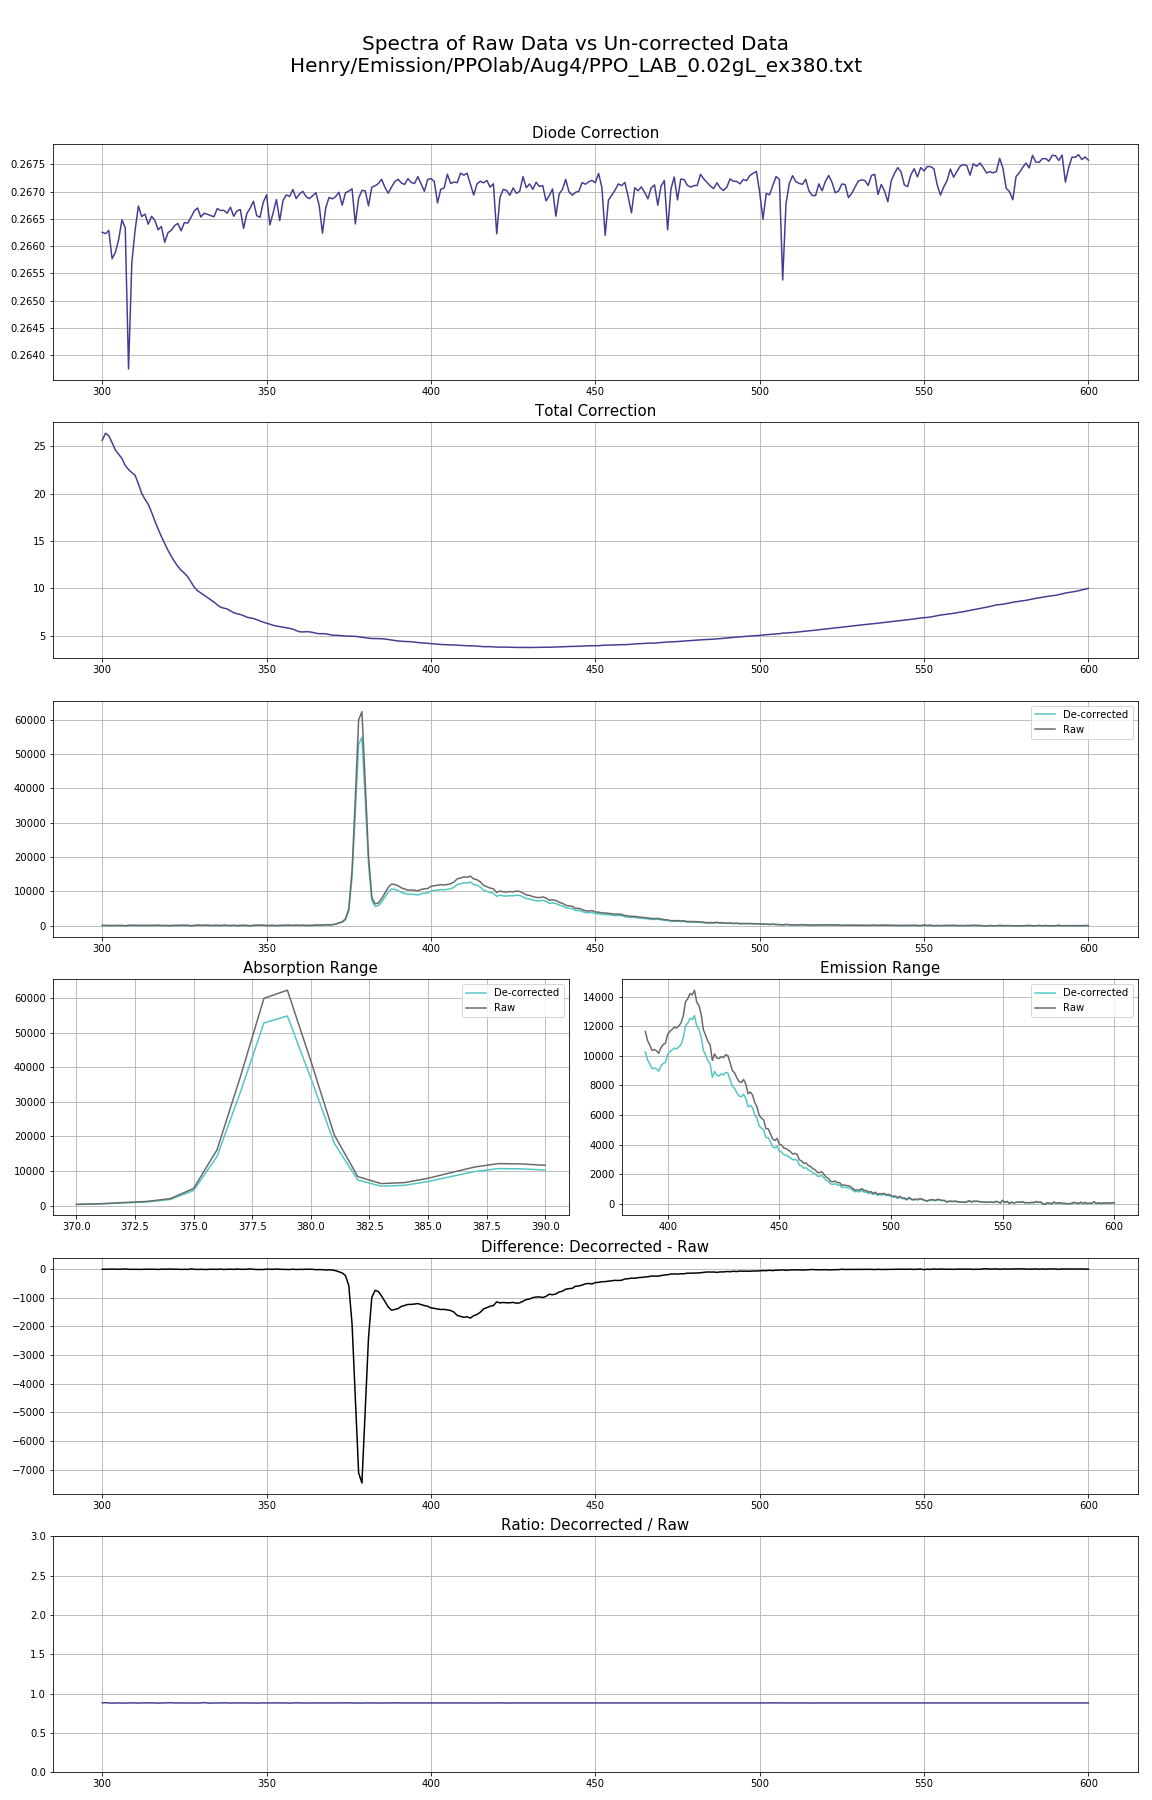 Spectra of Raw Data vs Un-corrected Data
Henry/Emission/PPOlab/Aug4/PPO_LAB_0.02gL_ex380.txt
Diode Correction
0.2675
0.2670
0.2665
0.2660
0.2655
0.2650
0.2645
0.2640
300 350 400 450 500 550 600
Total Correction
25
20
15
10
5
300 350 400 450 500 550 600
De-corrected
Raw
60000
50000
40000
30000
20000
10000
0
300 350 400 450 500 550 600
Absorption Range
De-corrected
Raw
60000
50000
40000
30000
20000
10000
0
370.0 372.5 375.0 377.5 380.0 382.5 385.0 387.5 390.0
Emission Range
De-corrected
Raw
14000
12000
10000
8000
6000
4000
2000
0
400 450 500 550 600
Difference: Decorrected - Raw
0
−1000
−2000
−3000
−4000
−5000
−6000
−7000
300 350 400 450 500 550 600
Ratio: Decorrected / Raw
3.0
2.5
2.0
1.5
1.0
0.5
0.0
300 350 400 450 500 550 600